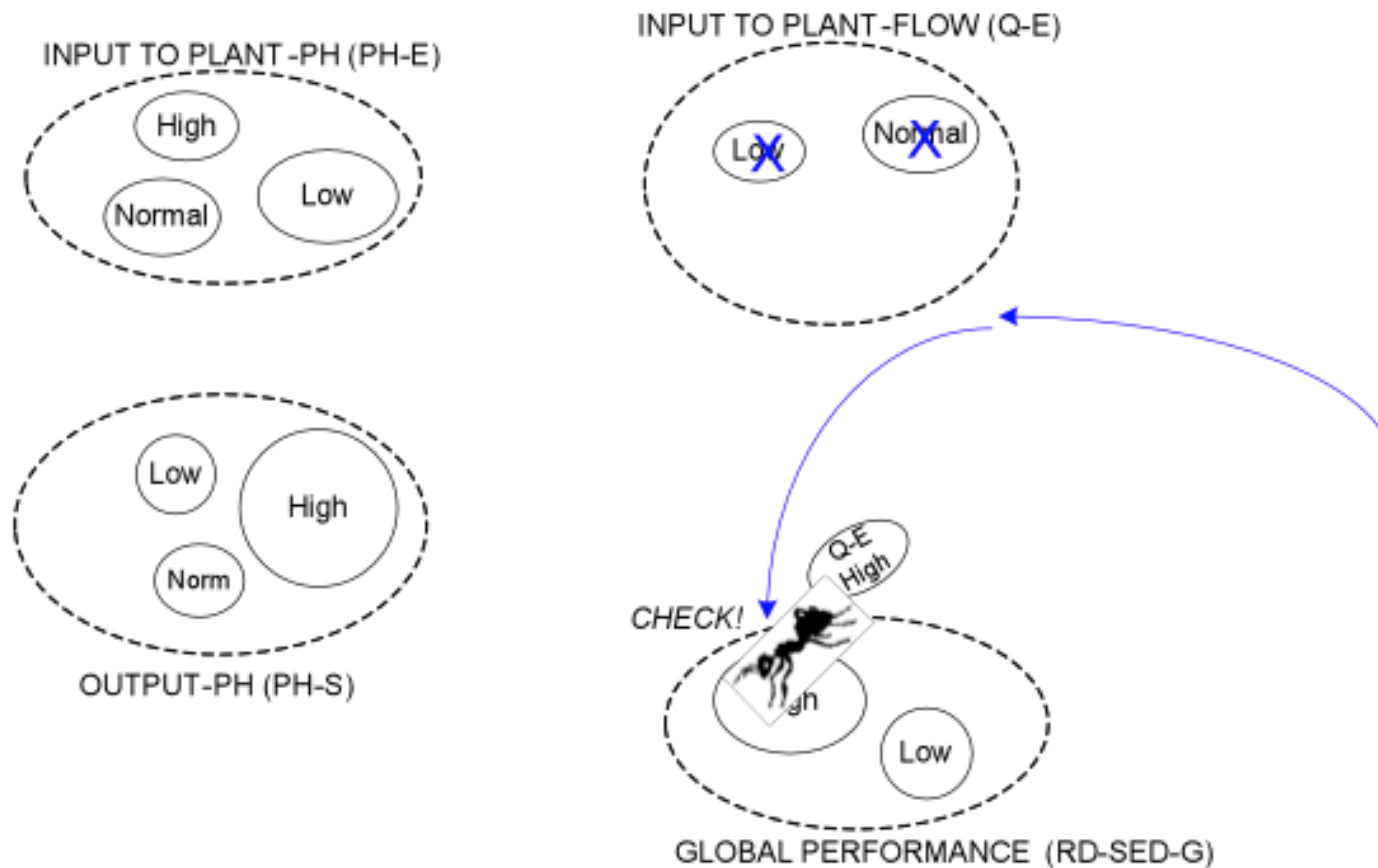 INPUT TO PLANT-PH (PH-E)
High
Low
Normal
INPUT TO PLANT-FLOW (Q-E)
Low
Normal
Low
High
Norm
OUTPUT-PH (PH-S)
Q-E
High
CHECK!
Low
GLOBAL PERFORMANCE (RD-SED-G)